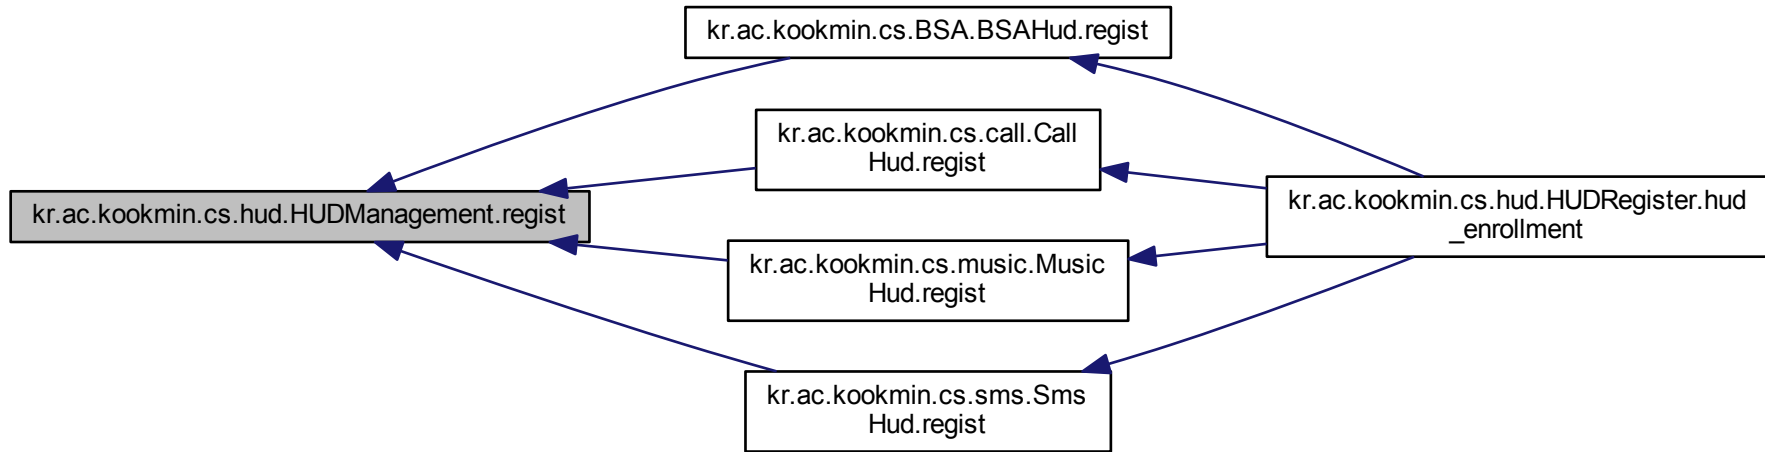 kr.ac.kookmin.cs.BSA.BSAHud.regist
kr.ac.kookmin.cs.call.Call
Hud.regist
kr.ac.kookmin.cs.hud.HUDManagement.regist
kr.ac.kookmin.cs.hud.HUDRegister.hud
_enrollment
kr.ac.kookmin.cs.music.Music
Hud.regist
kr.ac.kookmin.cs.sms.Sms
Hud.regist